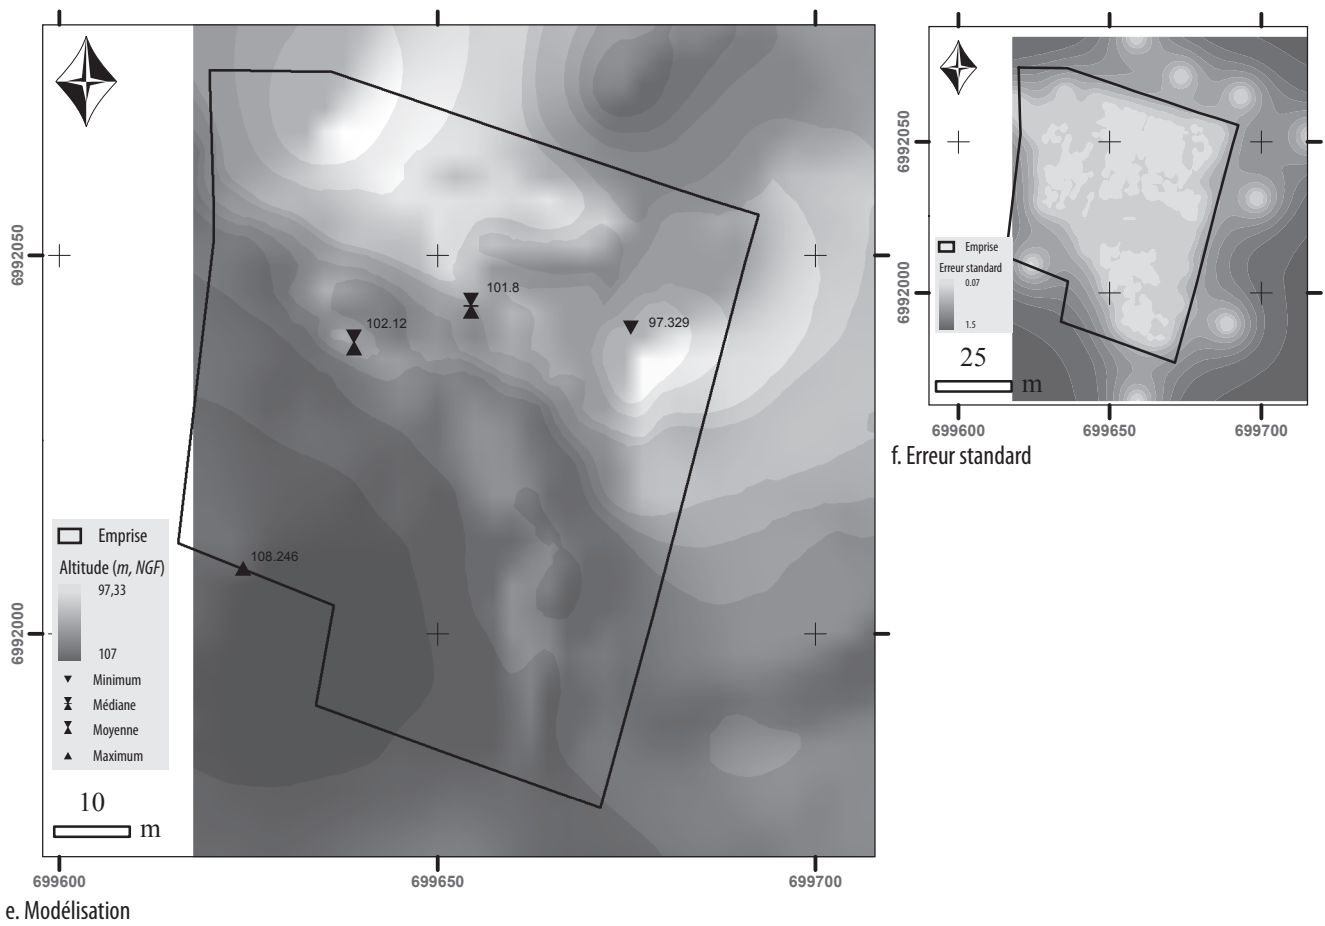 6992050
6992000
101.8
102.12
97.329
108.246
Emprise
Altitude (m, NGF)
97,33
107
Minimum
Médiane
Moyenne
Maximum
10
m
699600
699650
699700
e. Modélisation
6992050
6992000
Emprise
Erreur standard
0.07
1.5
25
m
699600
699650
699700
f. Erreur standard